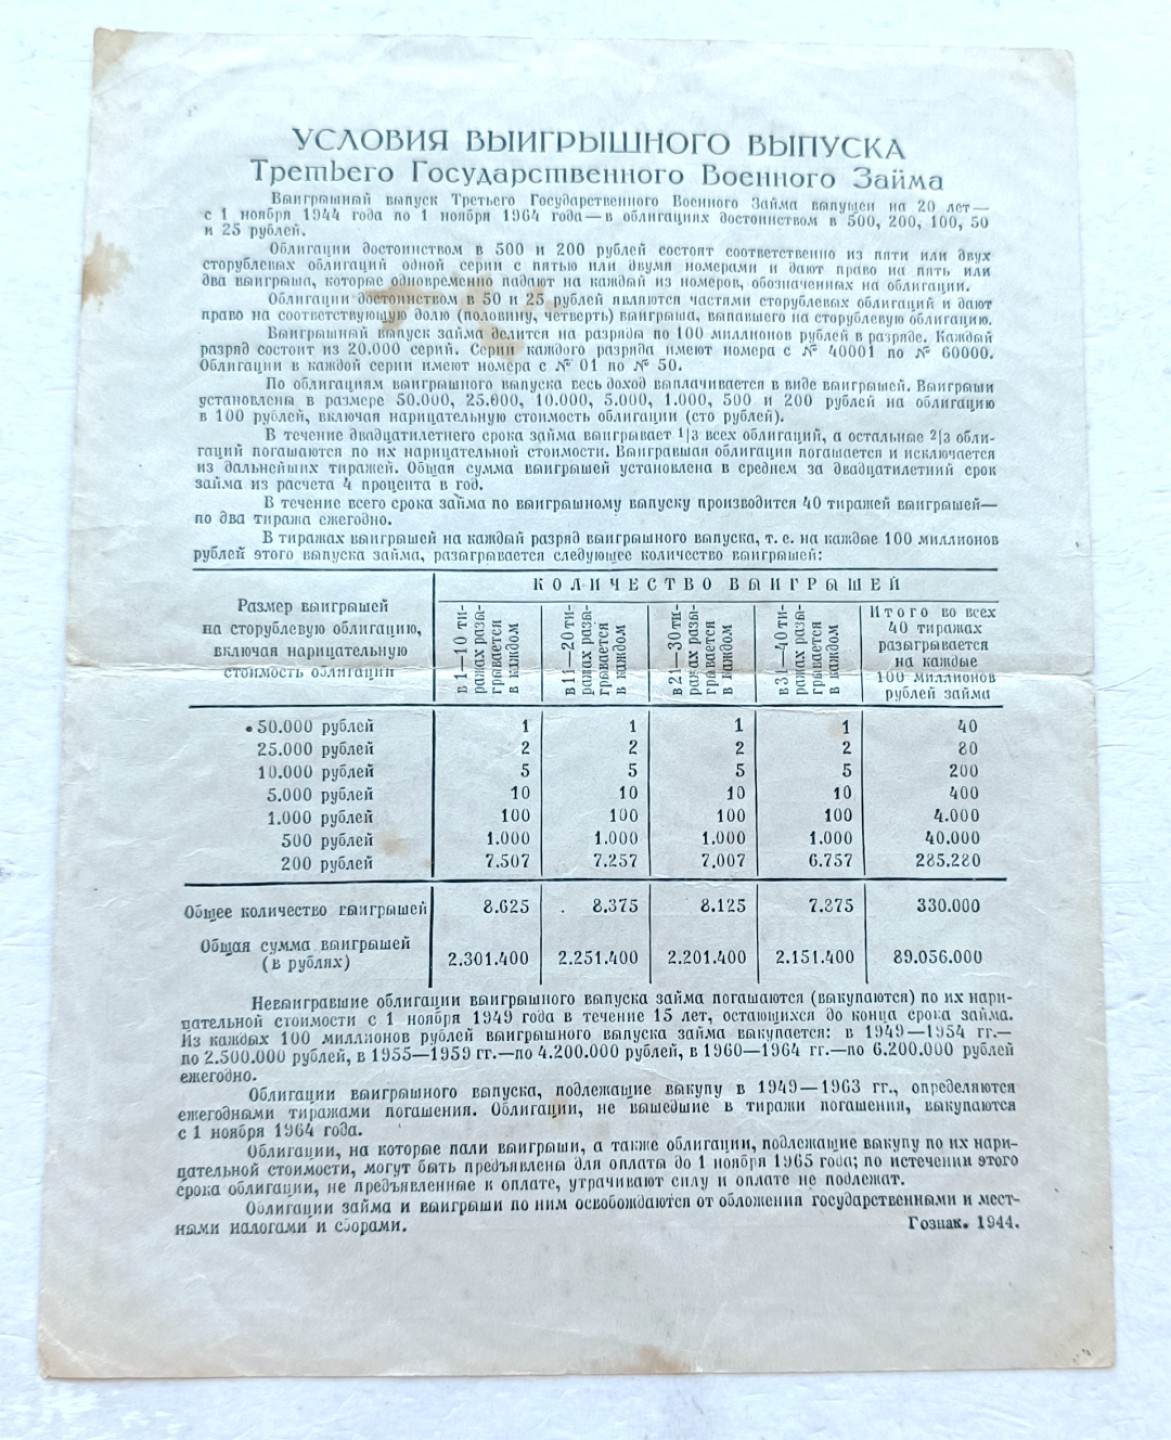 УСЛОВИЯ ВЫИГРЫШНОГО ВЫПУСКА
Третьего Государственного Военного Займа
Выигрышный выпуск Третьего Государственного Военного Займа выпущен на 20 лет—
с 1 ноября 1944 года по 1 ноября 1964 года—в облигациях достоинством в 500, 200, 100, 50
и 25 рублей.
Облигации достоинством в 500 и 200 рублей состоят соответственно из пяти или двух
сторублевых облигаций одной серии с пятью или двумя номерами и дают право на пять или
два выигрыша, которые одновременно падают на каждый из номеров, обозначенных на облигации.
Облигации достоинством в 50 и 25 рублей являются частями сторублевых облигаций и дают
право на соответствующую долю (половину, четверть) выигрыша, выпавшего на сторублевую облигацию.
Выигрышный выпуск займа делится на разряды по 100 миллионов рублей в разряде. Каждый
разряд состоит из 20.000 серий. Серии каждого разряда имеют номера с № 40001 по № 60000.
Облигации в каждой серии имеют номера с № 01 по № 50.
По облигациям выигрышного выпуска весь доход выплачивается в виде выигрышей. Выигрыши
установлены в размере 50.000, 25.000, 10.000, 5.000, 1.000, 500 и 200 рублей на облигацию
в 100 рублей, включая нарицательную стоимость облигации (сто рублей).
В течение двадцатилетнего срока займа выигрывает 1/3 всех облигаций, а остальные 2/3 обли-
гаций погашаются по их нарицательной стоимости. Выигравшая облигация погашается и исключается
из дальнейших тиражей. Общая сумма выигрышей установлена в среднем за двадцатилетний срок
займа из расчета 4 процента в год.
В течение всего срока займа по выигрышному выпуску производится 40 тиражей выигрышей—
по два тиража ежегодно.
В тиражах выигрышей на каждый разряд выигрышного выпуска, т. е. на каждые 100 миллионов
рублей этого выпуска займа, разыгрывается следующее количество выигрышей:
Размер выигрышей
на сторублевую облигацию,
включая нарицательную
стоимость облигации
КОЛИЧЕСТВО ВЫИГРЫШЕЙ
в 1—10 ти-
ражах разы-
грывается
в каждом
в 11—20 ти-
ражах разы-
грывается
в каждом
в 21—30 ти-
ражах разы-
грывается
в каждом
в 31—40 ти-
ражах разы-
грывается
в каждом
Итого во всех
40 тиражах
разыгрывается
на каждые
100 миллионов
рублей займа
50.000 рублей 1 1 1 1 40
25.000 рублей 2 2 2 2 80
10.000 рублей 5 5 5 5 200
5.000 рублей 10 10 10 10 400
1.000 рублей 100 100 100 100 4.000
500 рублей 1.000 1.000 1.000 1.000 40.000
200 рублей 7.507 7.257 7.007 6.757 285.280
Общее количество выигрышей 8.625 8.375 8.125 7.875 330.000
Общая сумма выигрышей
(в рублях) 2.301.400 2.251.400 2.201.400 2.151.400 89.056.000
Невыигравшие облигации выигрышного выпуска займа погашаются (выкупаются) по их нари-
цательной стоимости с 1 ноября 1949 года в течение 15 лет, остающихся до конца срока займа.
Из каждых 100 миллионов рублей выигрышного выпуска займа выкупается: в 1949—1954 гг.—
по 2.500.000 рублей, в 1955—1959 гг.—по 4.200.000 рублей, в 1960—1964 гг.—по 6.200.000 рублей
ежегодно.
Облигации выигрышного выпуска, подлежащие выкупу в 1949—1963 гг., определяются
ежегодными тиражами погашения. Облигации, не вышедшие в тиражи погашения, выкупаются
с 1 ноября 1964 года.
Облигации, на которые пали выигрыши, а также облигации, подлежащие выкупу по их нари-
цательной стоимости, могут быть предъявлены для оплаты до 1 ноября 1965 года; по истечении этого
срока облигации, не предъявленные к оплате, утрачивают силу и оплате не подлежат.
Облигации займа и выигрыши по ним освобождаются от обложения государственными и мест-
ными налогами и сборами.
Гознак. 1944.